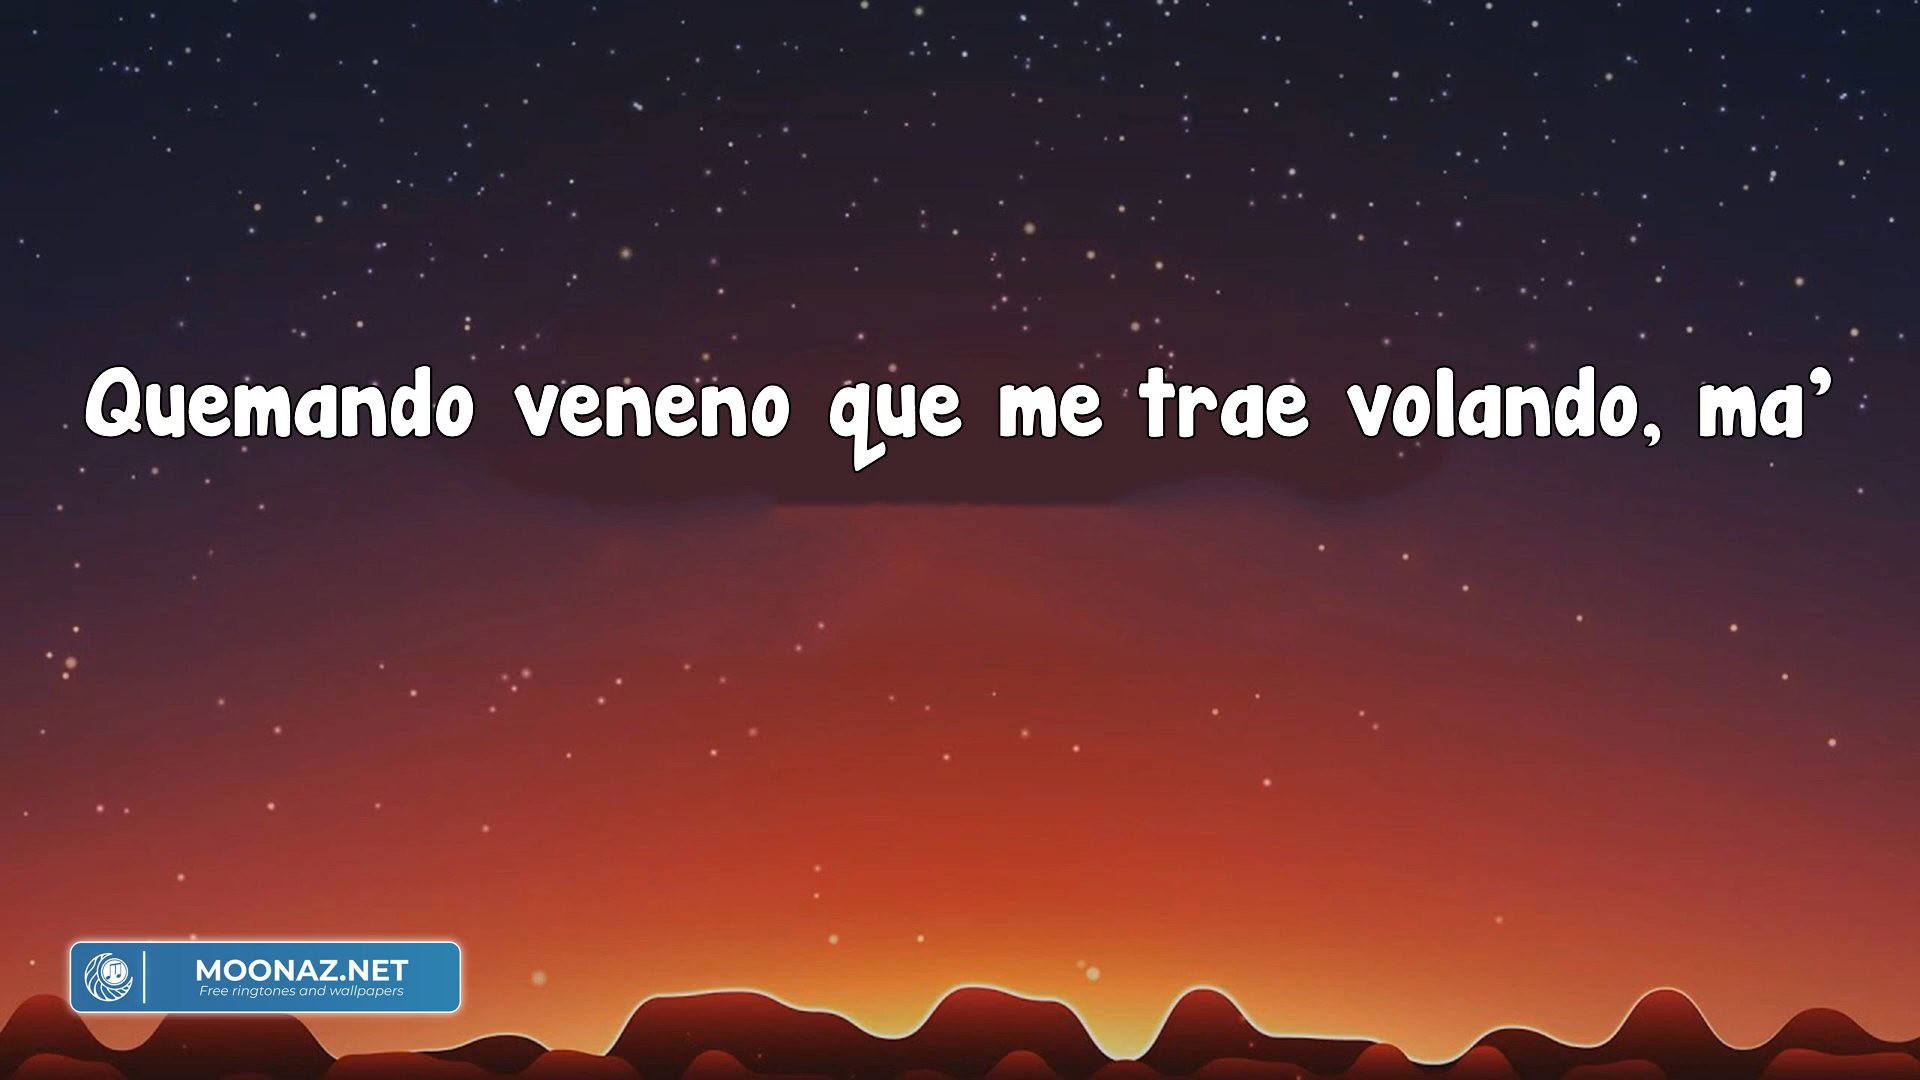 Quemando veneno que me trae volando, ma’
MOONAZ.NET
Free ringtones and wallpapers